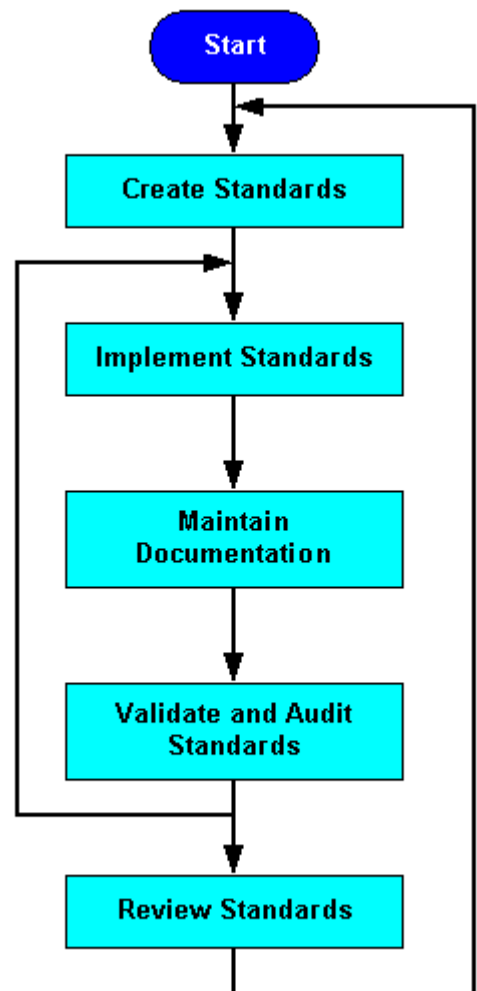 Start
Create Standards
Implement Standards
Maintain
Documentation
Validate and Audit
Standards
Review Standards